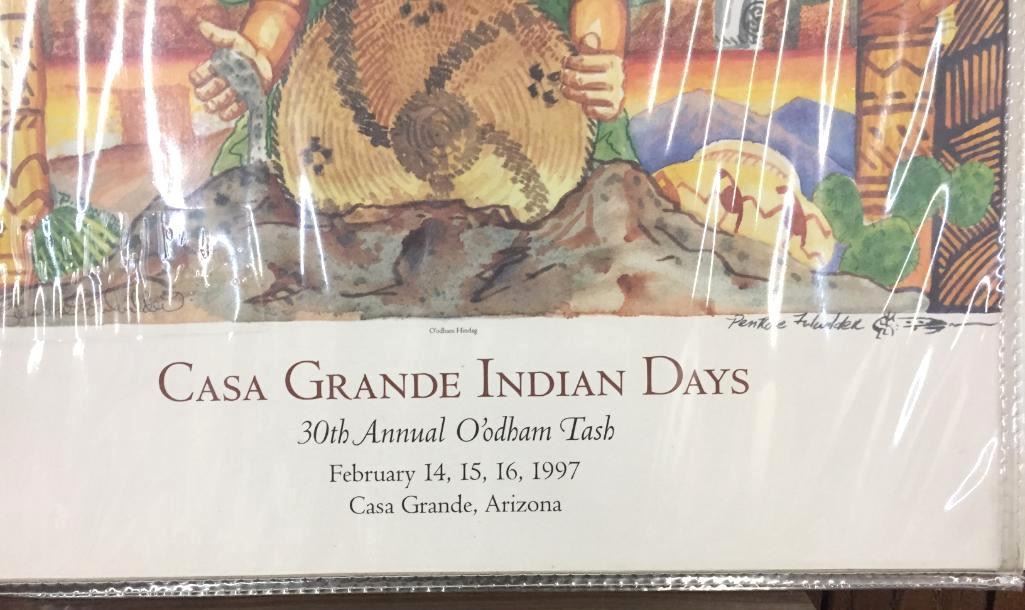 O'odham Himdag
CASA GRANDE INDIAN DAYS
30th Annual O'odham Tash
February 14, 15, 16, 1997
Casa Grande, Arizona